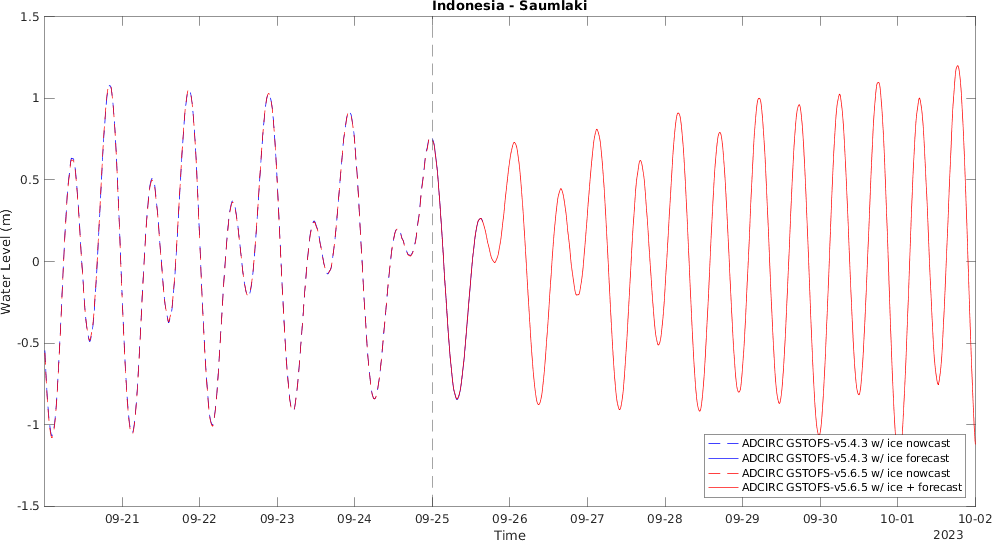 Indonesia - Saumlaki
1.5
1
0.5
0
-0.5
-1
-1.5
Water Level (m)
ADCIRC GSTOFS-v5.4.3 w/ ice nowcast
ADCIRC GSTOFS-v5.4.3 w/ ice forecast
ADCIRC GSTOFS-v5.6.5 w/ ice nowcast
ADCIRC GSTOFS-v5.6.5 w/ ice + forecast
09-21 09-22 09-23 09-24 09-25 09-26 09-27 09-28 09-29 09-30 10-01 10-02
Time
2023